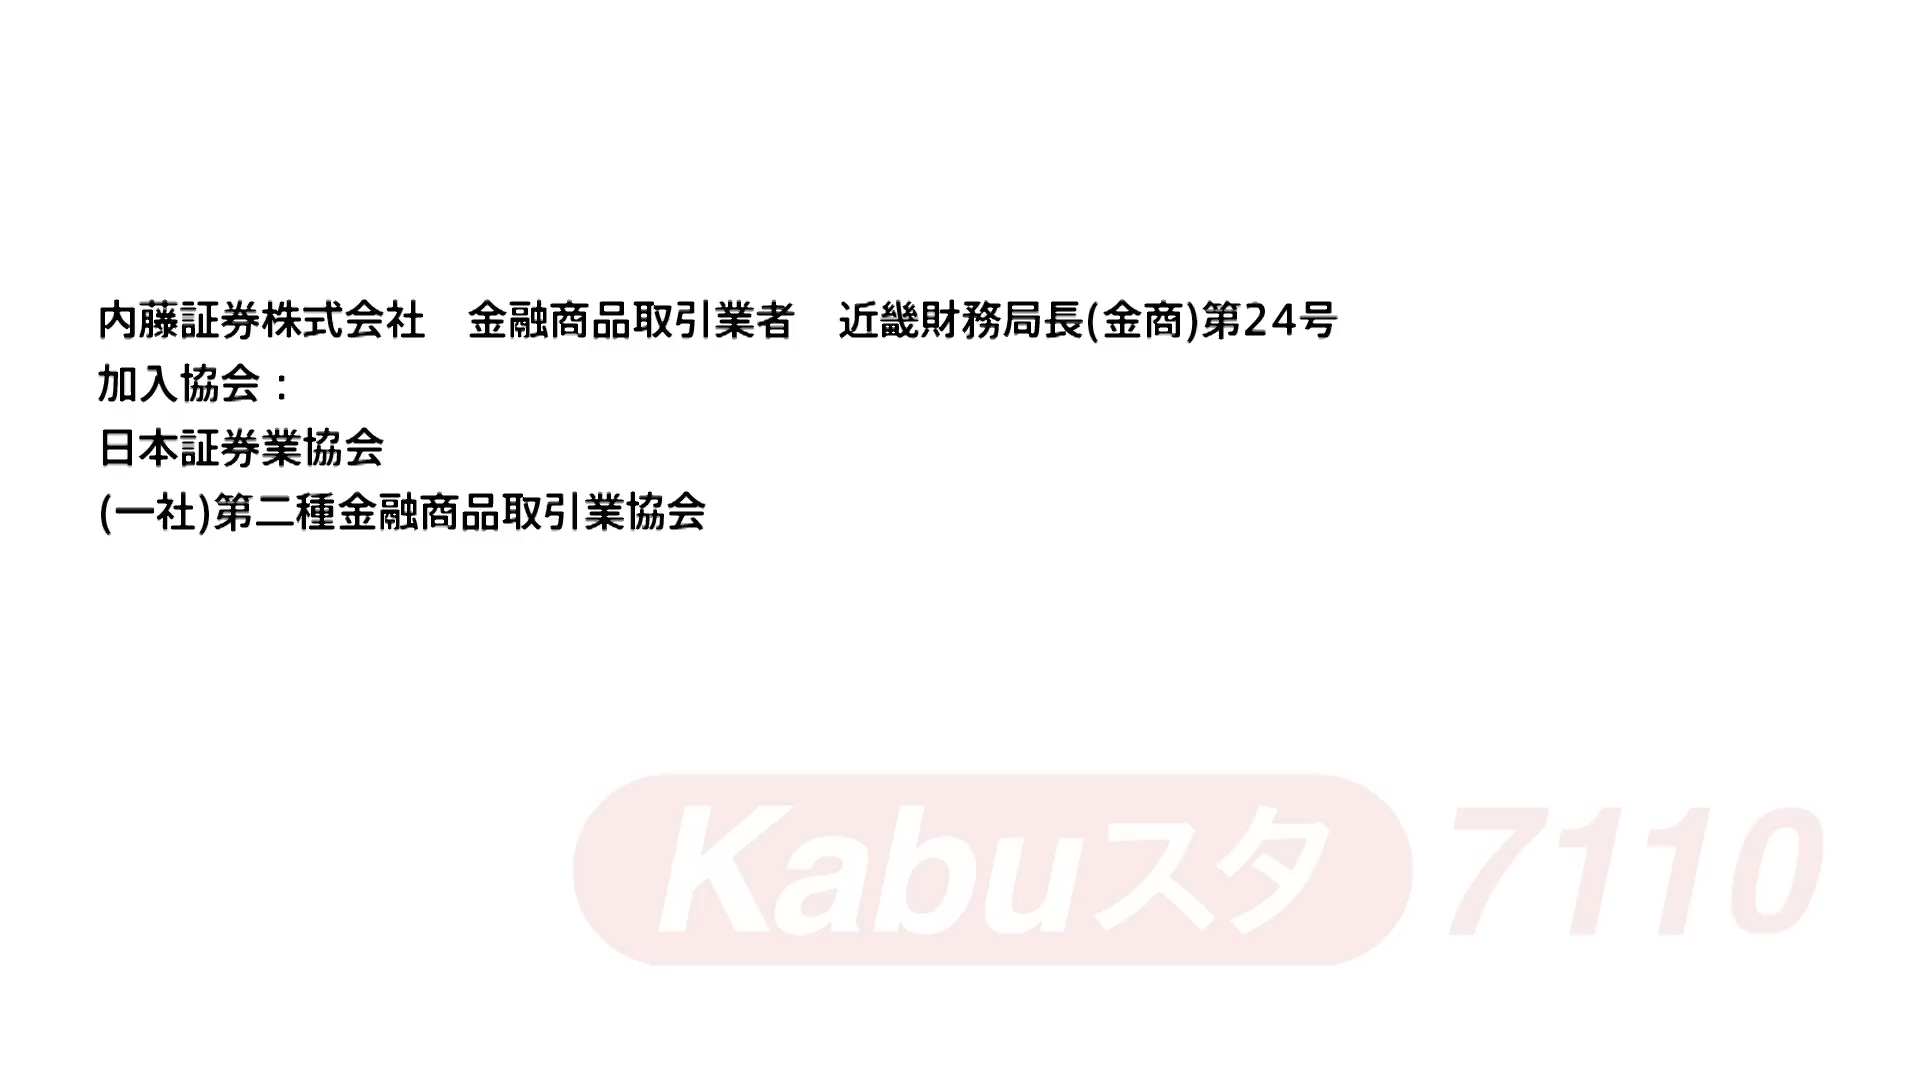 内藤証券株式会社　金融商品取引業者　近畿財務局長(金商)第24号
加入協会：
日本証券業協会
(一社)第二種金融商品取引業協会
Kabuスタ 7110